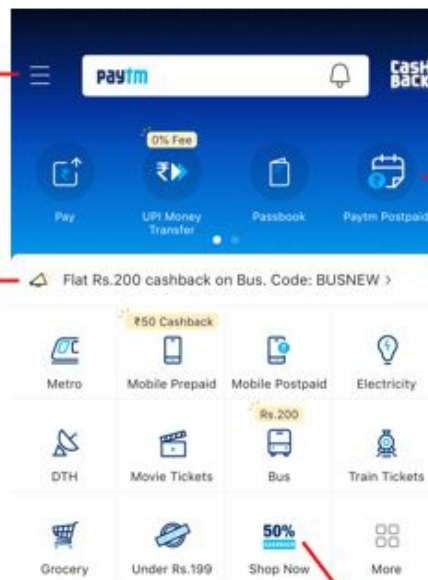 paytm
Cash
Back
0% Fee
Pay
UPI Money
Transfer
Passbook
Paytm Postpaid
Flat Rs.200 cashback on Bus. Code: BUSNEW >
₹50 Cashback
Metro
Mobile Prepaid
Mobile Postpaid
Electricity
Rs.200
DTH
Movie Tickets
Bus
Train Tickets
50%
CASHBACK
Grocery
Under Rs.199
Shop Now
More